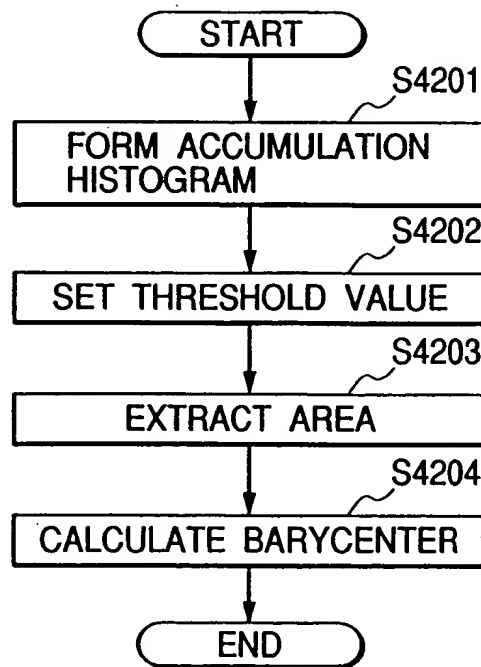 START
S4201
FORM ACCUMULATION
HISTOGRAM
S4202
SET THRESHOLD VALUE
S4203
EXTRACT AREA
S4204
CALCULATE BARYCENTER
END